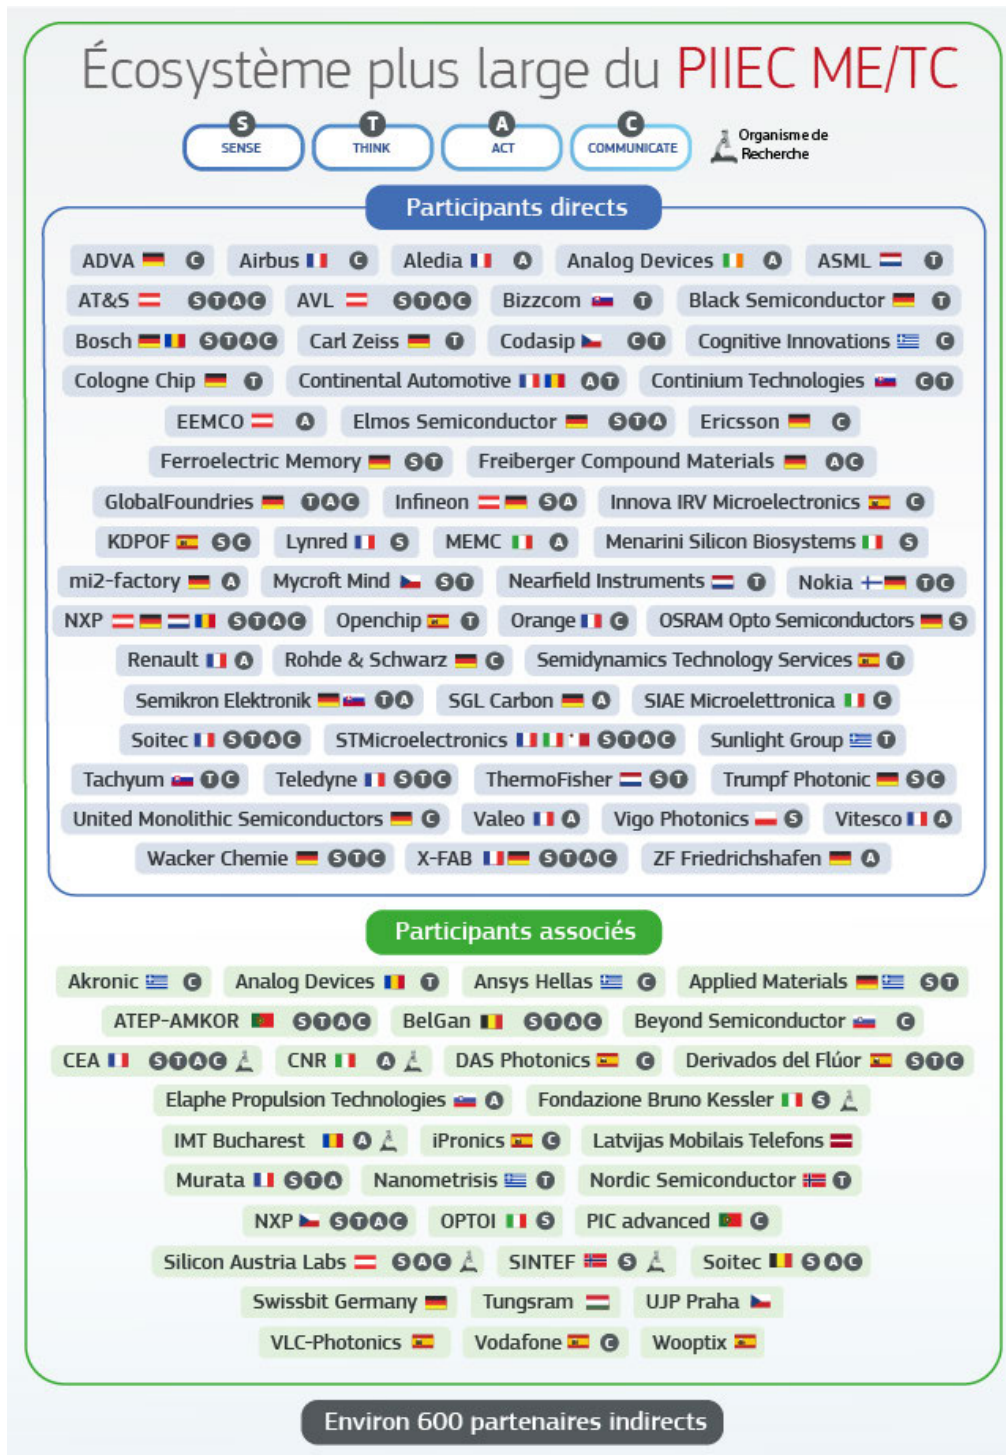 Écosystème plus large du PIIEC ME/TC
S T A C
SENSE THINK ACT COMMUNICATE Organisme de Recherche
Participants directs
ADVA C Airbus C Aledia A Analog Devices A ASML T
AT&S S T A C AVL S T A C Bizzcom T Black Semiconductor T
Bosch S T A C Carl Zeiss T Codasip C T Cognitive Innovations C
Cologne Chip T Continental Automotive A T Continium Technologies C T
EEMCO A Elmos Semiconductor S T A Ericsson C
Ferroelectric Memory S T Freiberger Compound Materials A C
GlobalFoundries T A C Infineon S A Innova IRV Microelectronics C
KDPOF S C Lynred S MEMC A Menarini Silicon Biosystems S
mi2-factory A Mycroft Mind S T Nearfield Instruments T Nokia T C
NXP S T A C Openchip T Orange C OSRAM Opto Semiconductors S
Renault A Rohde & Schwarz C Semidynamics Technology Services T
Semikron Elektronik T A SGL Carbon A SIAE Microelettronica C
Soitec S T A C STMicroelectronics S T A C Sunlight Group T
Tachyum T C Teledyne S T C ThermoFisher S T Trumpf Photonic S C
United Monolithic Semiconductors C Valeo A Vigo Photonics S Vitesco A
Wacker Chemie S T C X-FAB S T A C ZF Friedrichshafen A
Participants associés
Akronic C Analog Devices T Ansys Hellas C Applied Materials S T
ATEP-AMKOR S T A C BelGan S T A C Beyond Semiconductor C
CEA S T A C CNR A DAS Photonics C Derivados del Flúor S T C
Elaphe Propulsion Technologies A Fondazione Bruno Kessler S
IMT Bucharest A iPronics C Latvijas Mobilais Telefons
Murata S T A Nanometrisis T Nordic Semiconductor T
NXP S T A C OPTOI S PIC advanced C
Silicon Austria Labs S A C SINTEF S Soitec S A C
Swissbit Germany Tungsram UJP Praha
VLC-Photonics Vodafone C Wooptix
Environ 600 partenaires indirects